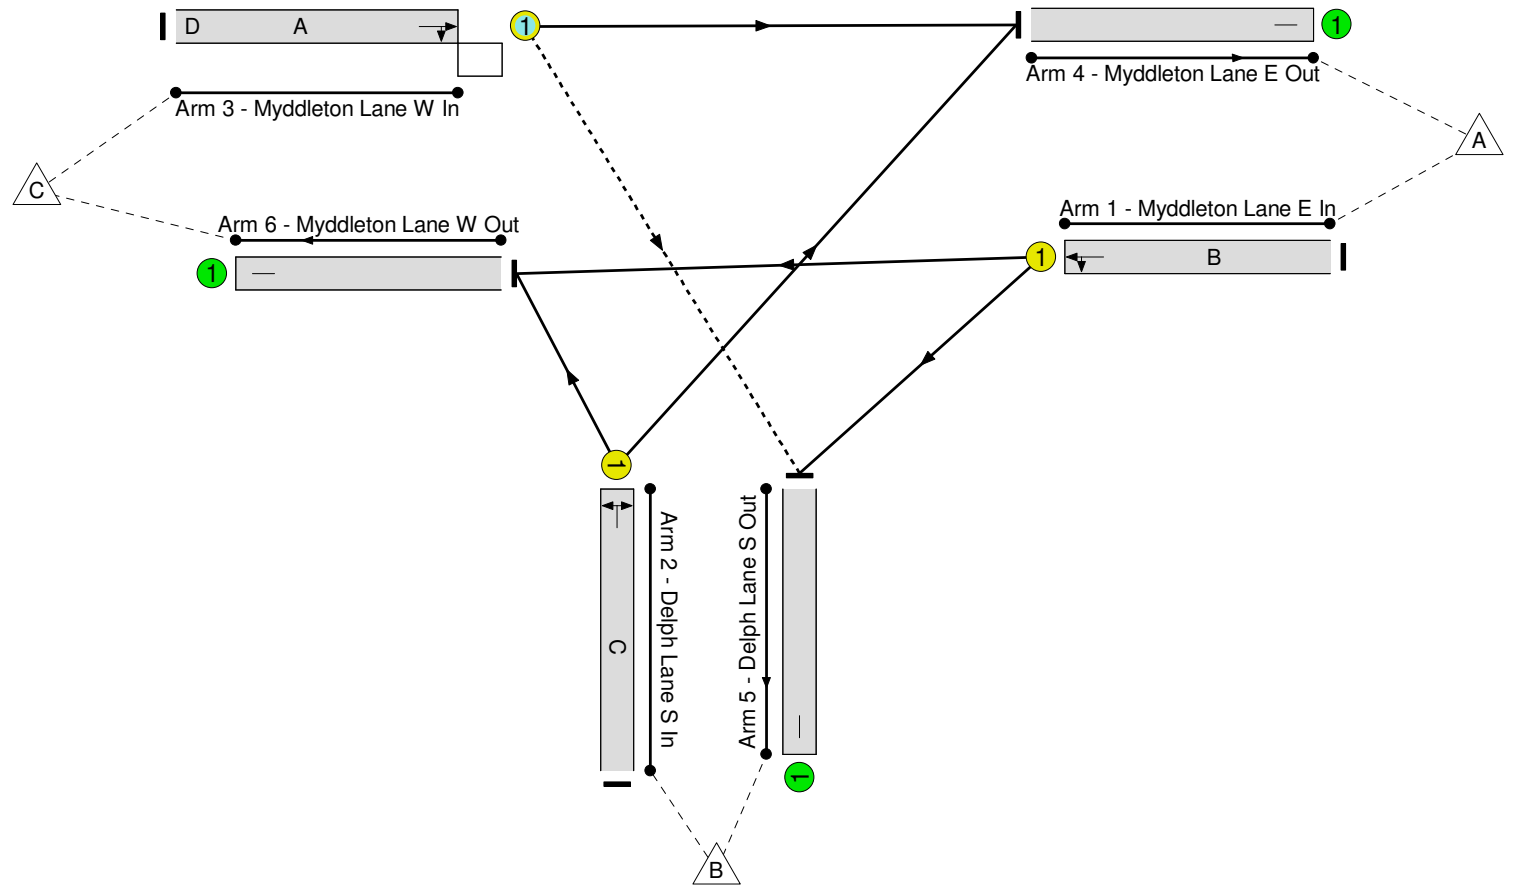 D A 1 1
Arm 4 - Myddleton Lane E Out
Arm 3 - Myddleton Lane W In
A
C
Arm 1 - Myddleton Lane E In
Arm 6 - Myddleton Lane W Out
1 1 B
1
Arm 2 - Delph Lane S In
Arm 5 - Delph Lane S Out
C
1
B